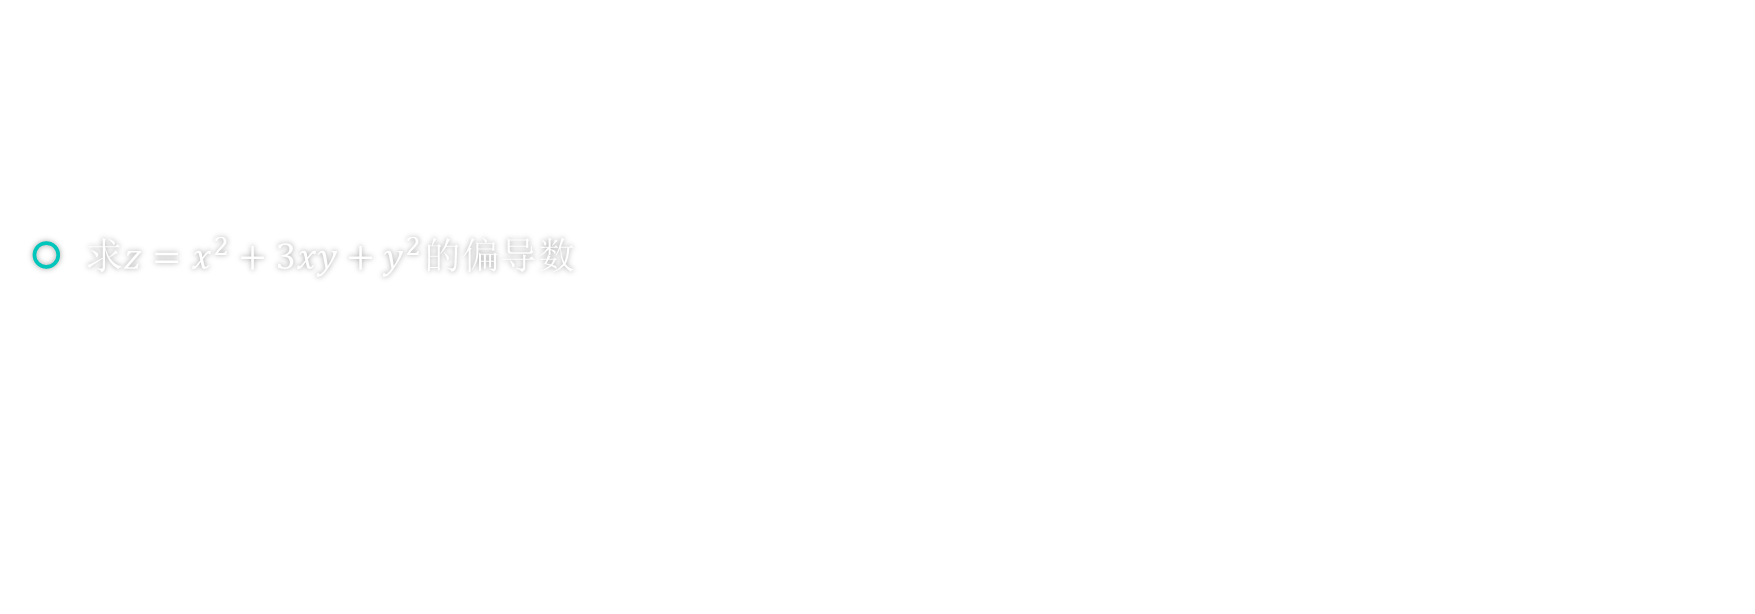 求z = x² + 3xy + y²的偏导数